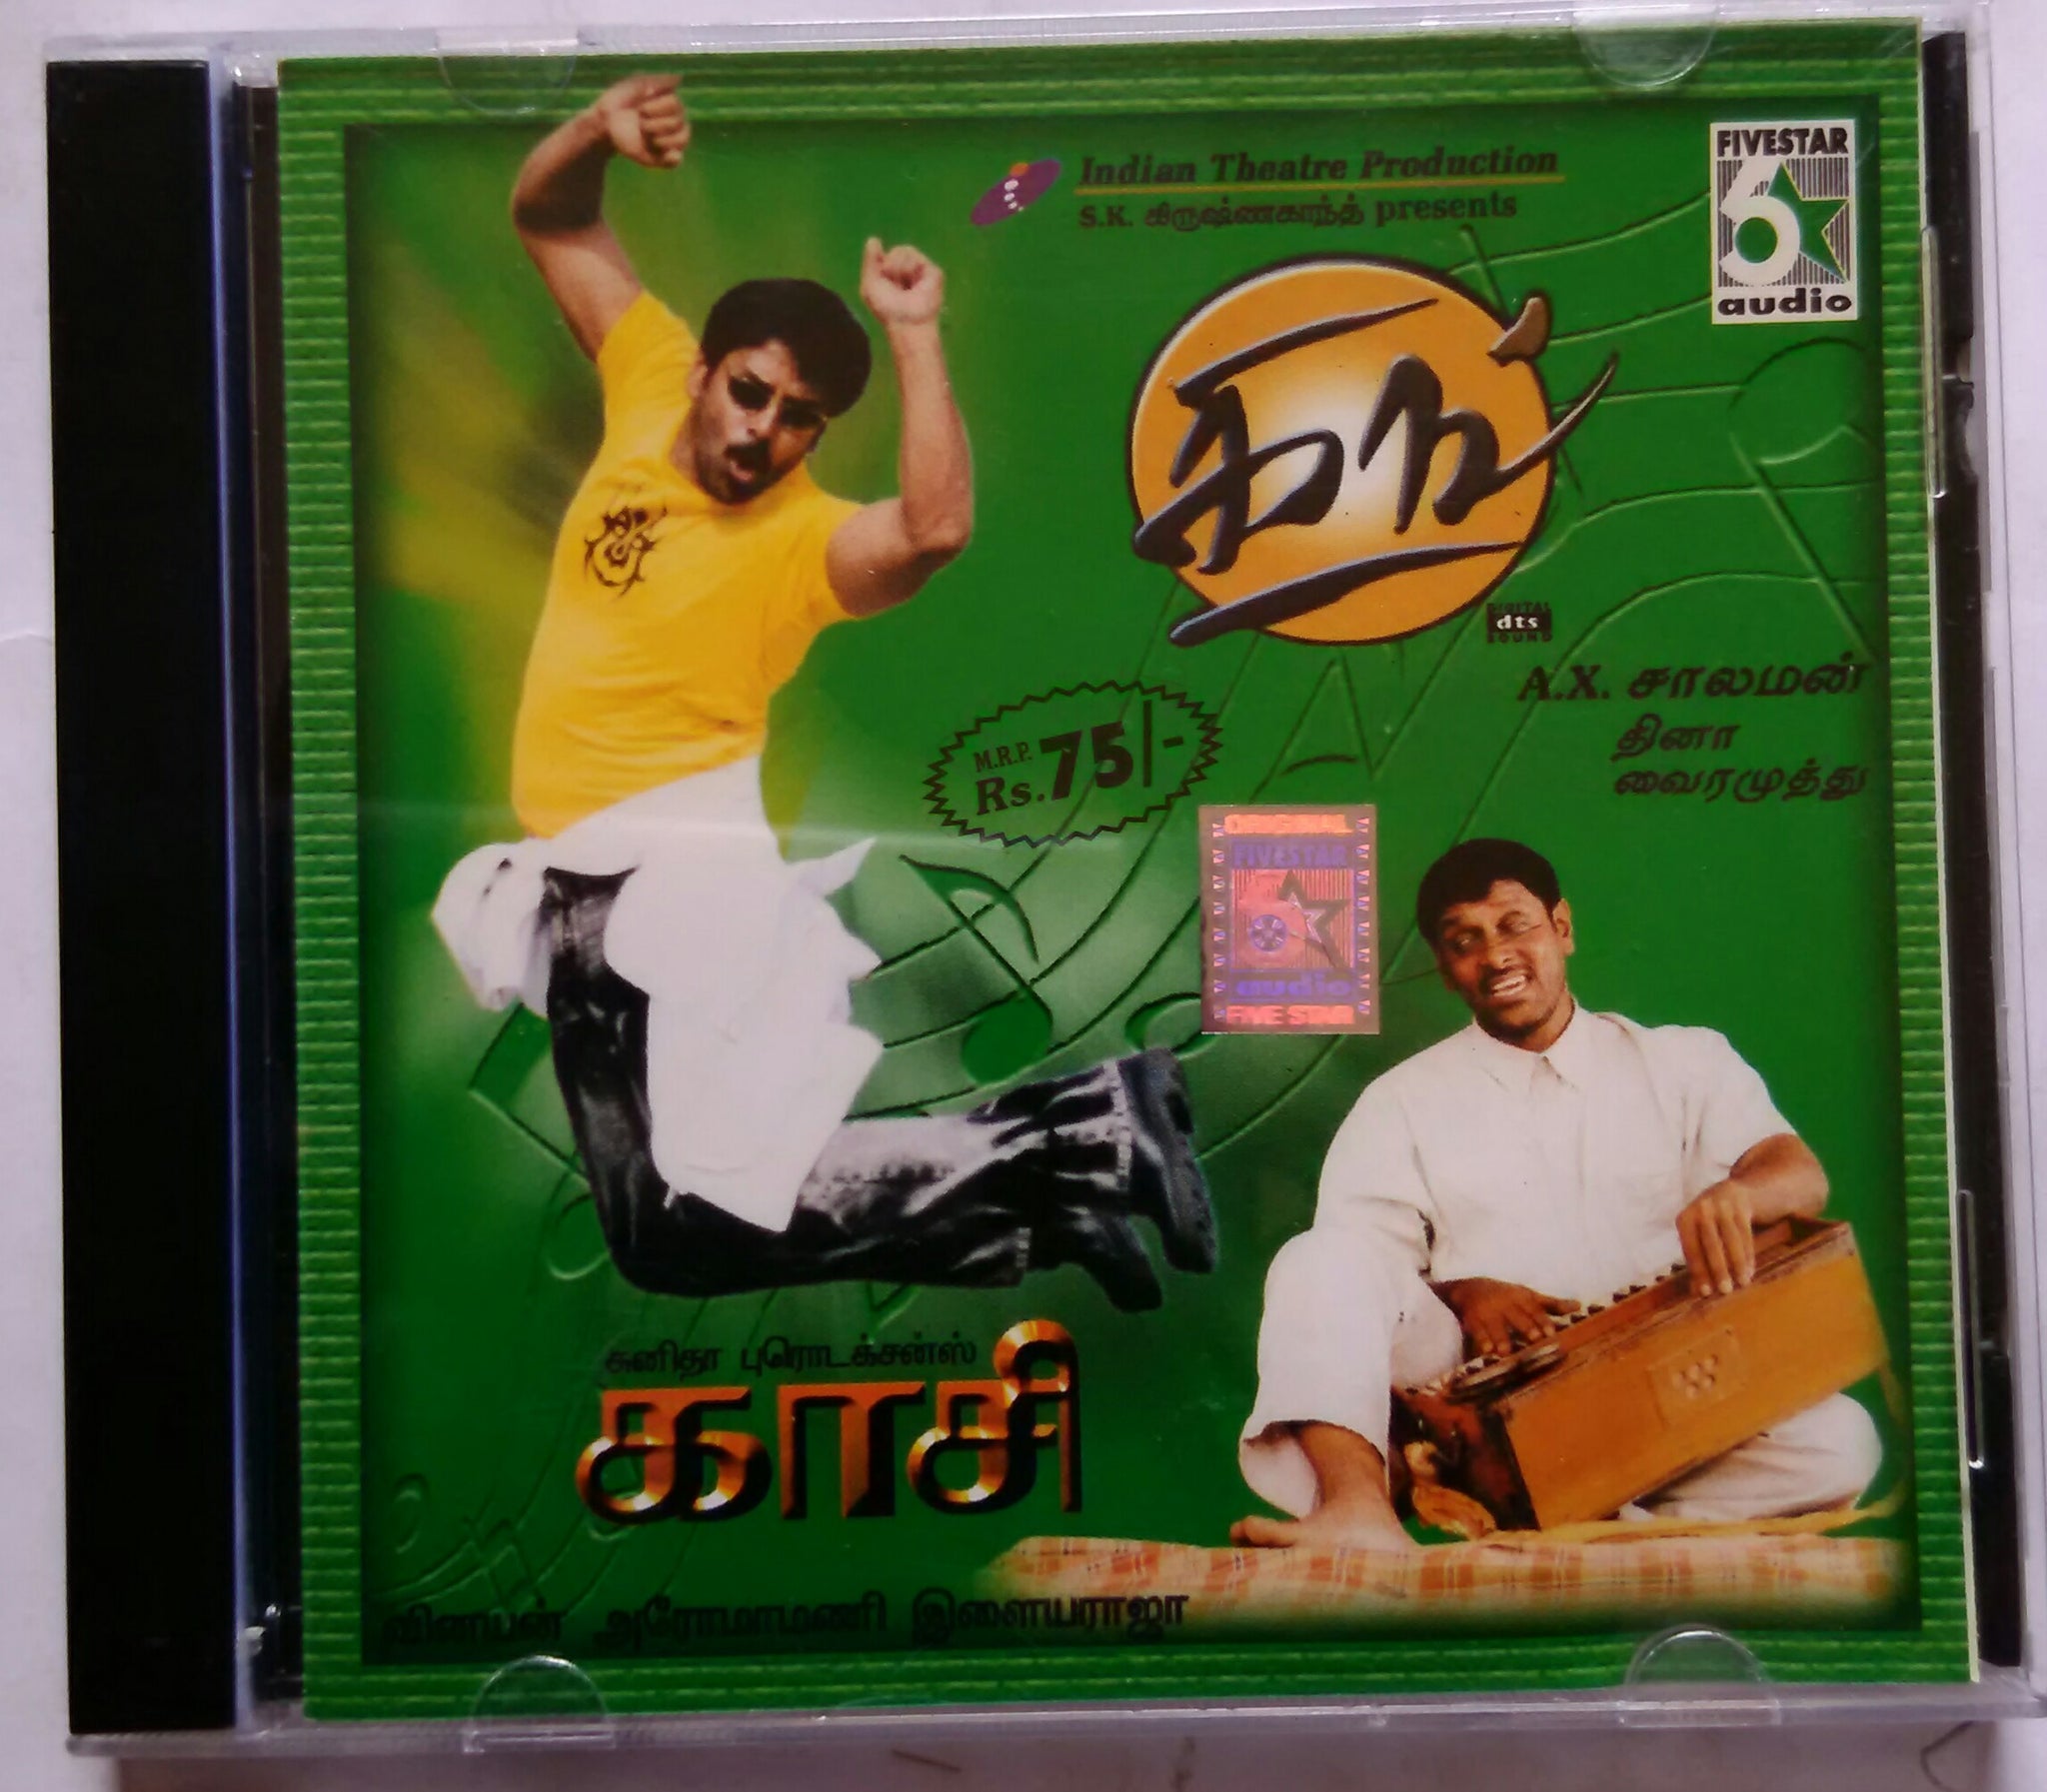 Indian Theatre Production
S.K. கிருஷ்ணகாந்த் presents
FIVESTAR
audio
கிங்
DIGITAL
dts
SOUND
A.X. சாலமன்
தினா
வைரமுத்து
M.R.P.
Rs.75/-
ORIGINAL
FIVESTAR
audio
FIVE STAR
சுனிதா புரொடக்சன்ஸ்
காசி
வினயன் அரோமாமணி இளையராஜா